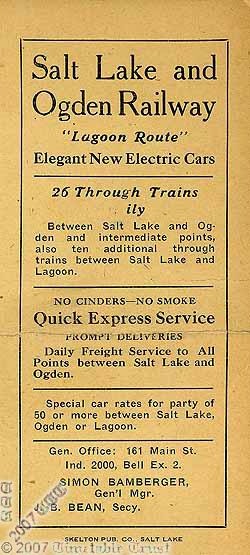 Salt Lake and
Ogden Railway
"Lagoon Route"
Elegant New Electric Cars
26 Through Trains
ily
Between Salt Lake and Og-
den and intermediate points,
also ten additional through
trains between Salt Lake and
Lagoon.
NO CINDERS—NO SMOKE
Quick Express Service
PROMPT DELIVERIES
Daily Freight Service to All
Points between Salt Lake and
Ogden.
Special car rates for party of
50 or more between Salt Lake,
Ogden or Lagoon.
Gen. Office: 161 Main St.
Ind. 2000, Bell Ex. 2.
SIMON BAMBERGER,
Gen'l Mgr.
B. BEAN, Secy.
SKELTON PUB. CO., SALT LAKE
©2007 Timetable Trust